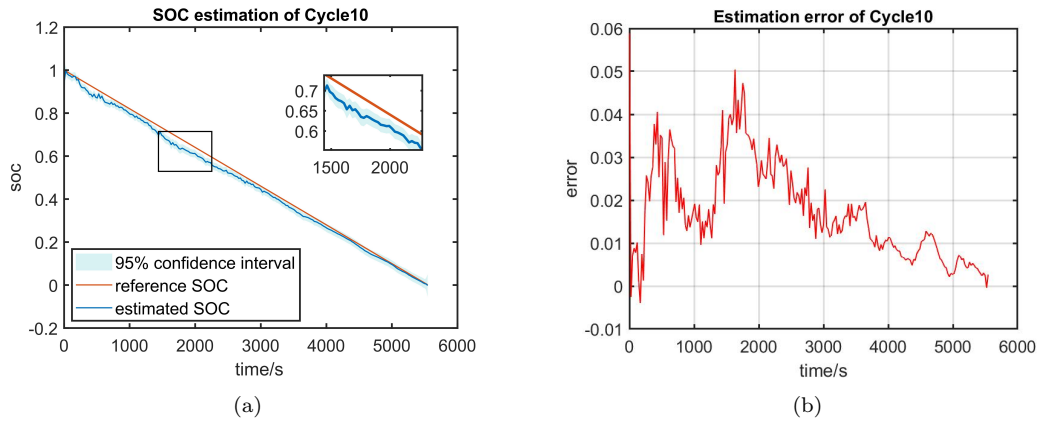 SOC estimation of Cycle10
1.2
1
0.8
0.6
0.4
0.2
0
-0.2
soc
0.7
0.65
0.6
1500 2000
95% confidence interval
reference SOC
estimated SOC
0 1000 2000 3000 4000 5000 6000
time/s
(a)
Estimation error of Cycle10
0.06
0.05
0.04
0.03
0.02
0.01
0
-0.01
error
0 1000 2000 3000 4000 5000 6000
time/s
(b)